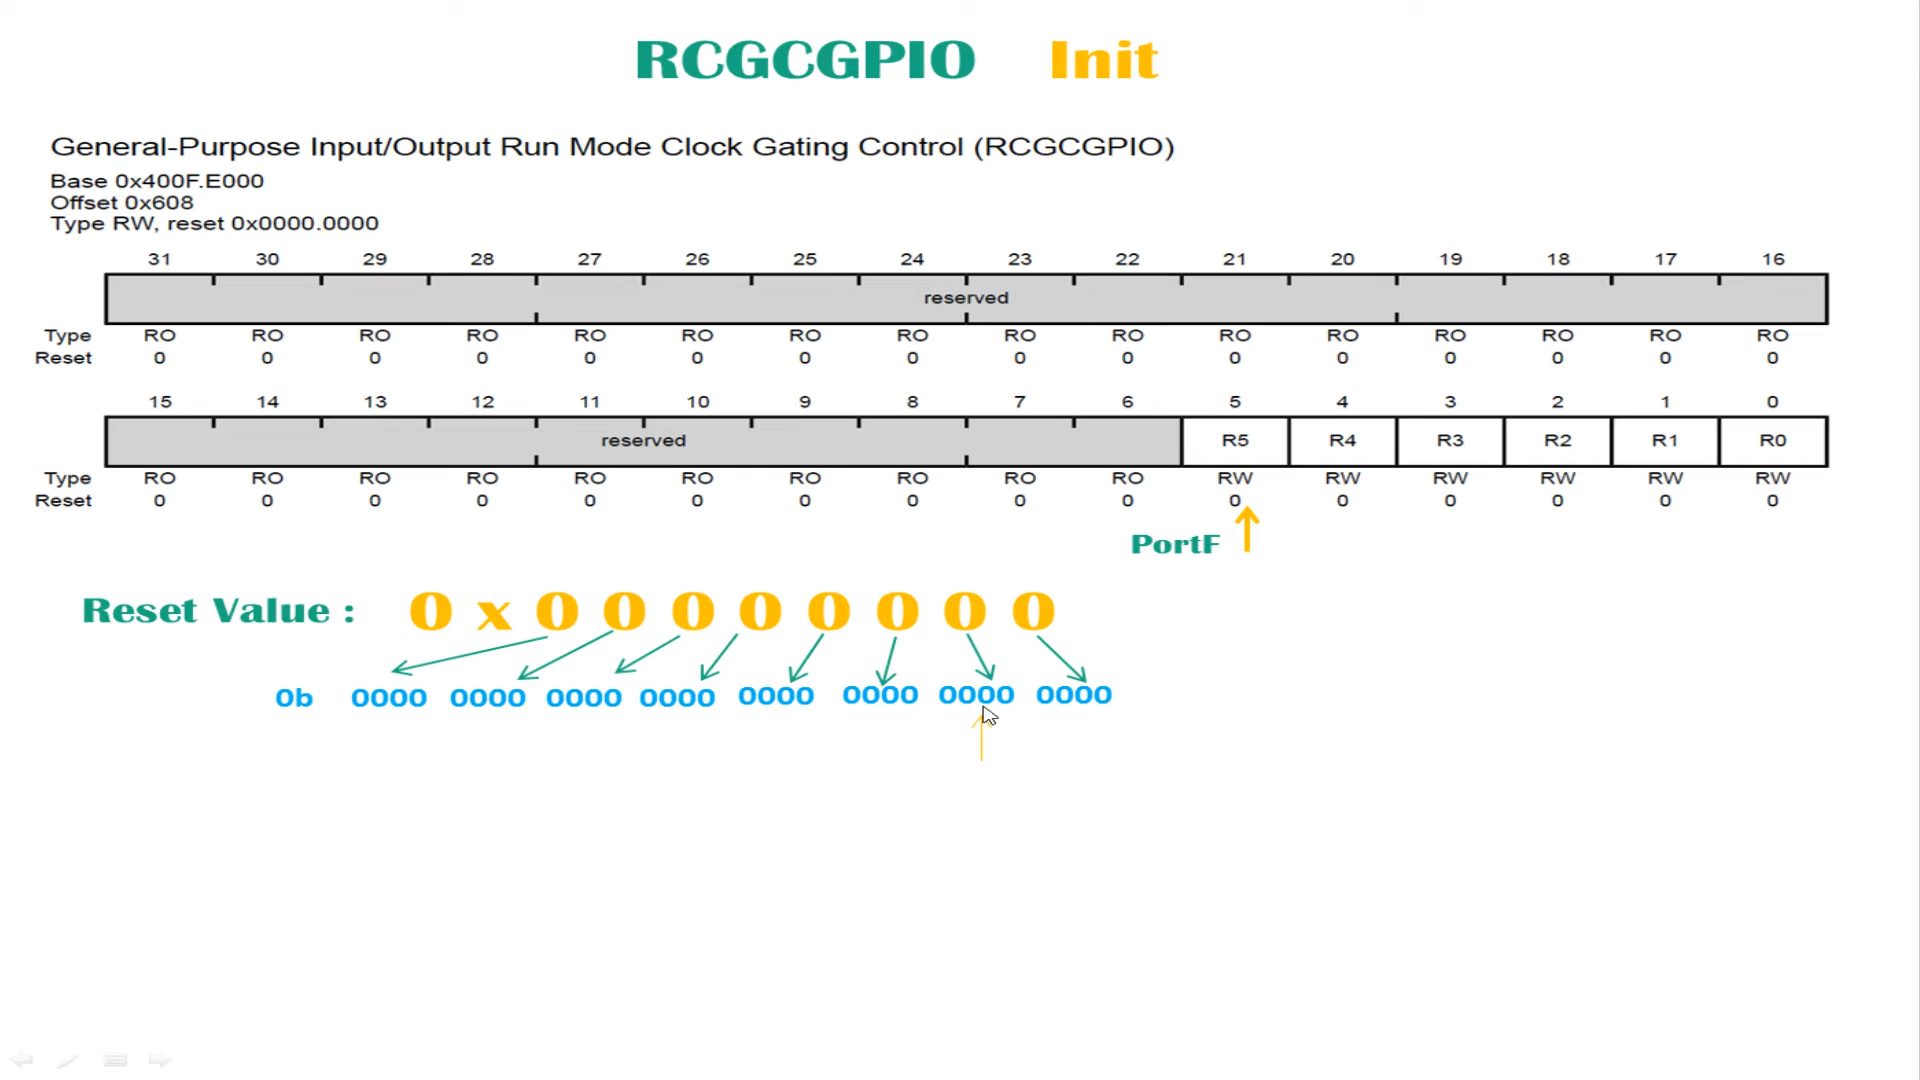 RCGCGPIO Init
General-Purpose Input/Output Run Mode Clock Gating Control (RCGCGPIO)
Base 0x400F.E000
Offset 0x608
Type RW, reset 0x0000.0000
31 30 29 28 27 26 25 24 23 22 21 20 19 18 17 16
reserved
Type RO RO RO RO RO RO RO RO RO RO RO RO RO RO RO RO
Reset 0 0 0 0 0 0 0 0 0 0 0 0 0 0 0 0
15 14 13 12 11 10 9 8 7 6 5 4 3 2 1 0
reserved R5 R4 R3 R2 R1 R0
Type RO RO RO RO RO RO RO RO RO RO RW RW RW RW RW RW
Reset 0 0 0 0 0 0 0 0 0 0 0 0 0 0 0 0
PortF
Reset Value : 0 x 0 0 0 0 0 0 0 0
0b 0000 0000 0000 0000 0000 0000 0000 0000